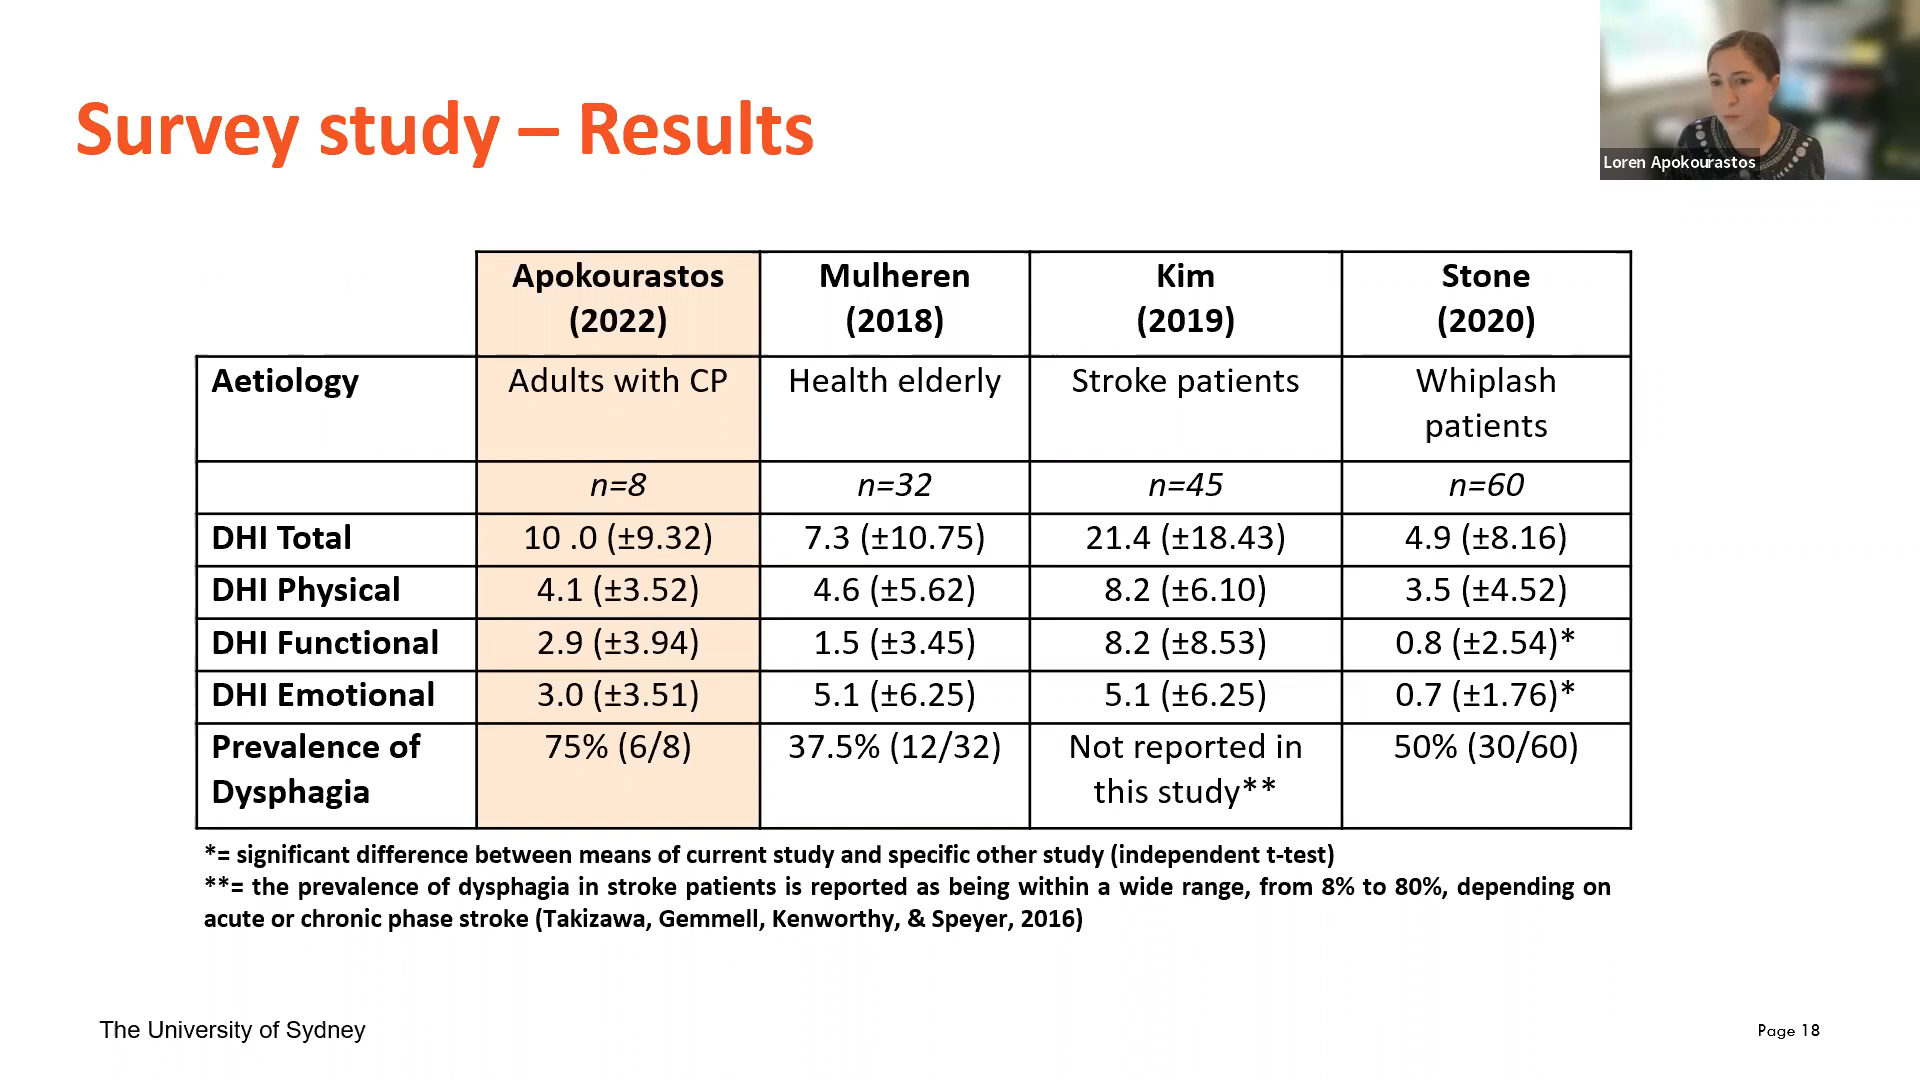 Survey study – Results
Loren Apokourastos
Apokourastos (2022) Mulheren (2018) Kim (2019) Stone (2020)
Aetiology Adults with CP Health elderly Stroke patients Whiplash patients
n=8 n=32 n=45 n=60
DHI Total 10 .0 (±9.32) 7.3 (±10.75) 21.4 (±18.43) 4.9 (±8.16)
DHI Physical 4.1 (±3.52) 4.6 (±5.62) 8.2 (±6.10) 3.5 (±4.52)
DHI Functional 2.9 (±3.94) 1.5 (±3.45) 8.2 (±8.53) 0.8 (±2.54)*
DHI Emotional 3.0 (±3.51) 5.1 (±6.25) 5.1 (±6.25) 0.7 (±1.76)*
Prevalence of Dysphagia 75% (6/8) 37.5% (12/32) Not reported in this study** 50% (30/60)
*= significant difference between means of current study and specific other study (independent t-test)
**= the prevalence of dysphagia in stroke patients is reported as being within a wide range, from 8% to 80%, depending on
acute or chronic phase stroke (Takizawa, Gemmell, Kenworthy, & Speyer, 2016)
The University of Sydney
Page 18